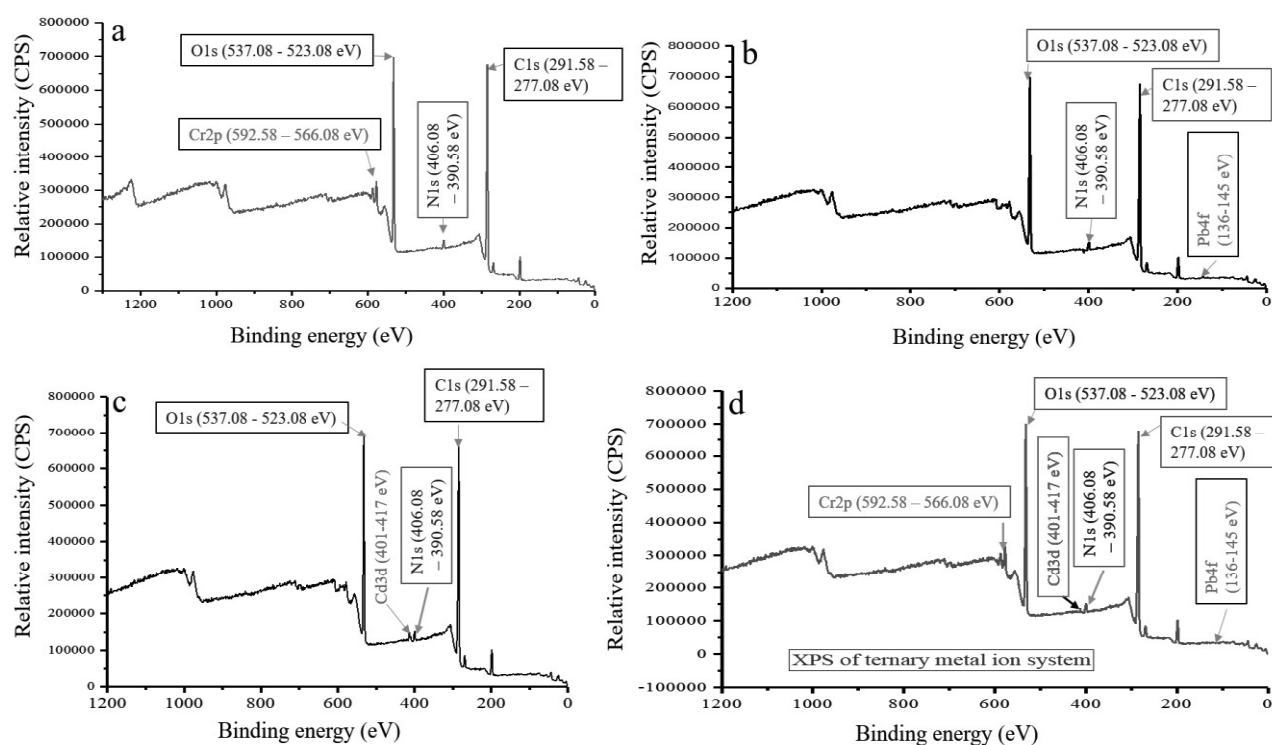 a
O1s (537.08 - 523.08 eV)
C1s (291.58 –
277.08 eV)
Cr2p (592.58 – 566.08 eV)
N1s (406.08
– 390.58 eV)
Relative intensity (CPS)
800000
700000
600000
500000
400000
300000
200000
100000
0
1200
1000
800
600
400
200
0
Binding energy (eV)
b
O1s (537.08 - 523.08 eV)
C1s (291.58 –
277.08 eV)
N1s (406.08
– 390.58 eV)
Pb4f
(136-145 eV)
Relative intensity (CPS)
800000
700000
600000
500000
400000
300000
200000
100000
0
1200
1000
800
600
400
200
0
Binding energy (eV)
c
C1s (291.58 –
277.08 eV)
O1s (537.08 - 523.08 eV)
Cd3d (401-417 eV)
N1s (406.08
– 390.58 eV)
Relative intensity (CPS)
800000
700000
600000
500000
400000
300000
200000
100000
0
1200
1000
800
600
400
200
0
Binding energy (eV)
d
O1s (537.08 - 523.08 eV)
C1s (291.58 –
277.08 eV)
Cr2p (592.58 – 566.08 eV)
Cd3d (401-417 eV)
N1s (406.08
– 390.58 eV)
Pb4f
(136-145 eV)
XPS of ternary metal ion system
Relative intensity (CPS)
800000
700000
600000
500000
400000
300000
200000
100000
0
-100000
1200
1000
800
600
400
200
0
Binding energy (eV)